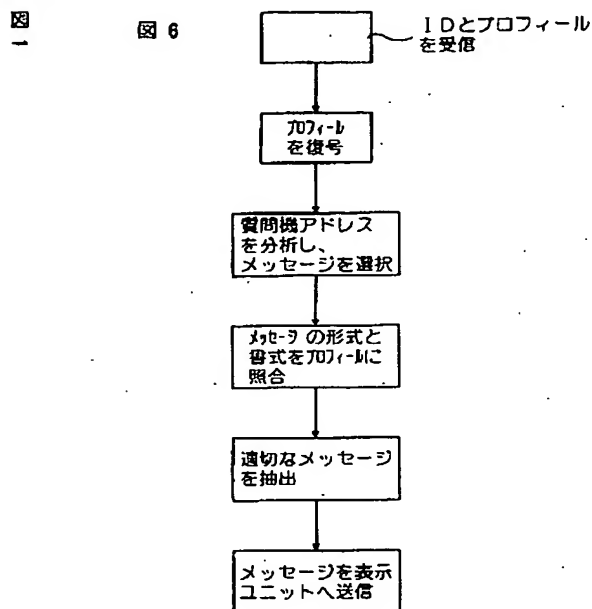 図
一
図 6
IDとプロフィール
を受信
プロフィール
を復号
質問機アドレス
を分析し、
メッセージを選択
メッセージ の形式と
書式をプロフィールに
照合
適切なメッセージ
を抽出
メッセージを表示
ユニットへ送信